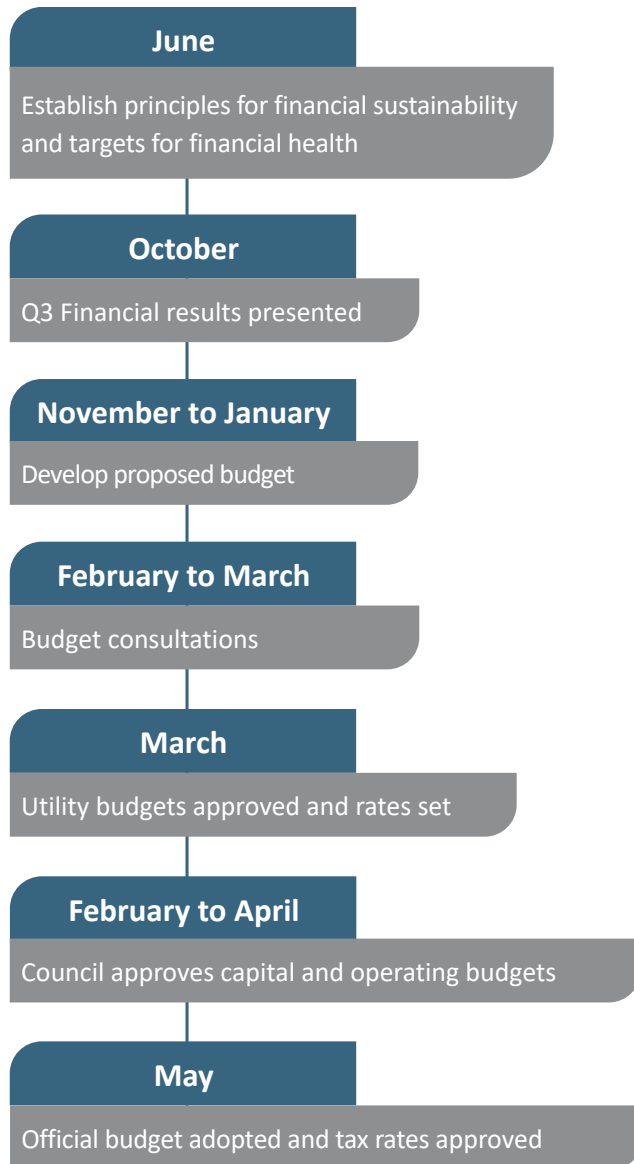 June
Establish principles for financial sustainability
and targets for financial health
October
Q3 Financial results presented
November to January
Develop proposed budget
February to March
Budget consultations
March
Utility budgets approved and rates set
February to April
Council approves capital and operating budgets
May
Official budget adopted and tax rates approved